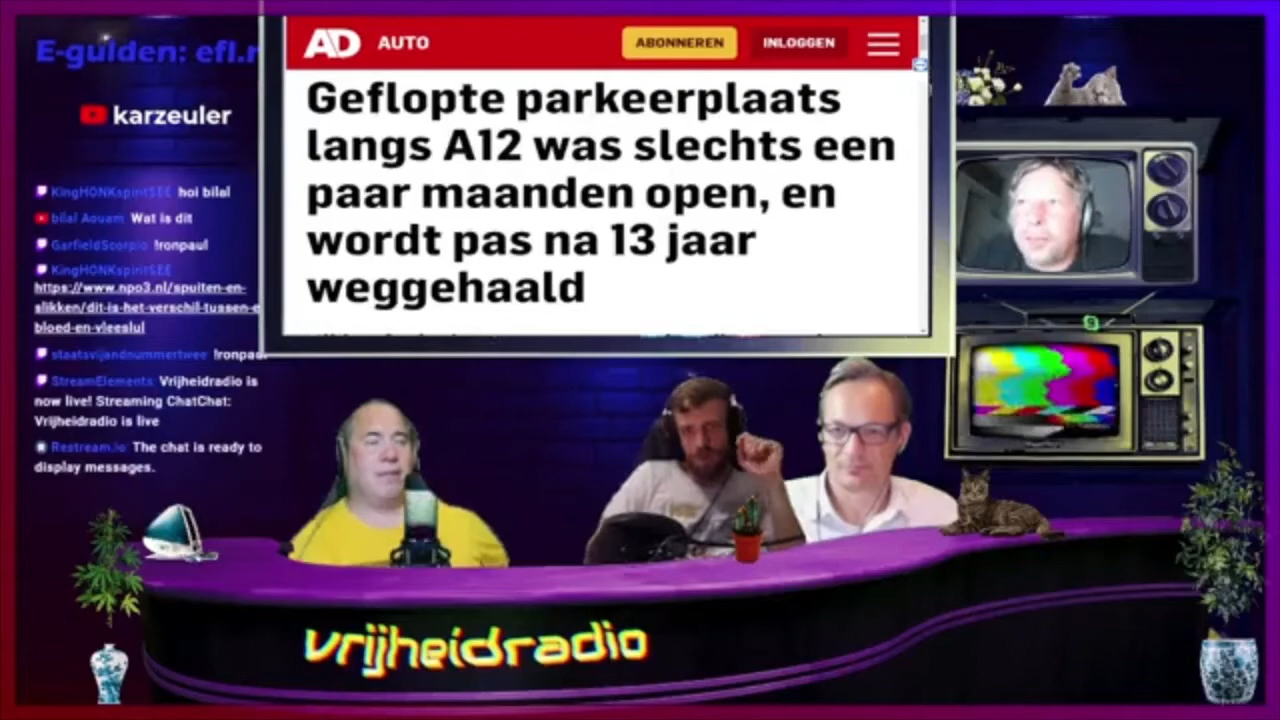 E-gulden: efl.n
karzeuler
KingHONKspiritSEE hoi bilal
bilal Aouam Wat is dit
GarfieldScorpio !ronpaul
KingHONKspiritSEE
https://www.npo3.nl/spuiten-en-
slikken/dit-is-het-verschil-tussen-e
bloed-en-vleeslul
staatsvijandnummertwee !ronpaul
StreamElements Vrijheidradio is
now live! Streaming ChatChat:
Vrijheidradio is live
Restream.io The chat is ready to
display messages.
AD AUTO ABONNEREN INLOGGEN
Geflopte parkeerplaats
langs A12 was slechts een
paar maanden open, en
wordt pas na 13 jaar
weggehaald
vrijheidradio